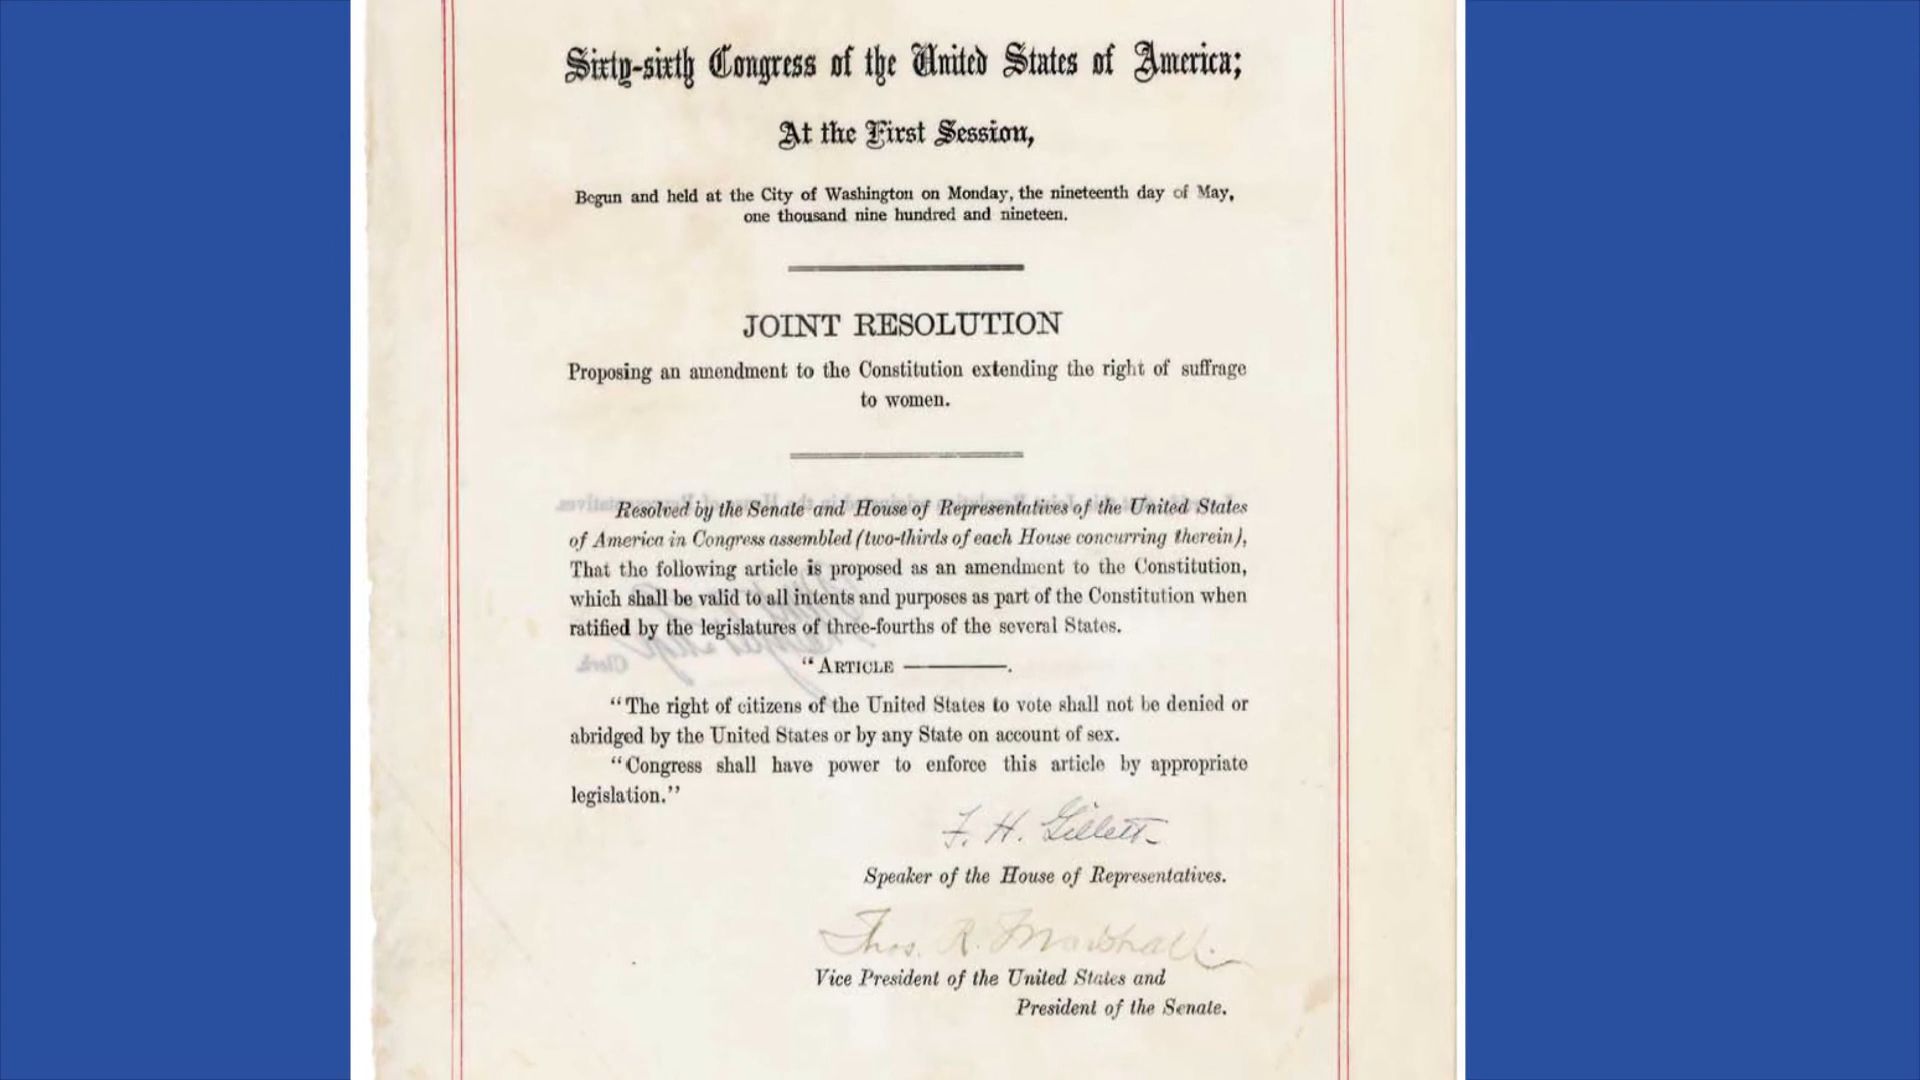 Sixty-sixth Congress of the United States of America;
At the First Session,
Begun and held at the City of Washington on Monday, the nineteenth day of May,
one thousand nine hundred and nineteen.
JOINT RESOLUTION
Proposing an amendment to the Constitution extending the right of suffrage
to women.
Resolved by the Senate and House of Representatives of the United States
of America in Congress assembled (two-thirds of each House concurring therein),
That the following article is proposed as an amendment to the Constitution,
which shall be valid to all intents and purposes as part of the Constitution when
ratified by the legislatures of three-fourths of the several States.
“ARTICLE ———.
“The right of citizens of the United States to vote shall not be denied or
abridged by the United States or by any State on account of sex.
“Congress shall have power to enforce this article by appropriate
legislation.”
F. H. Gillett
Speaker of the House of Representatives.
Thos. R. Marshall.
Vice President of the United States and
President of the Senate.